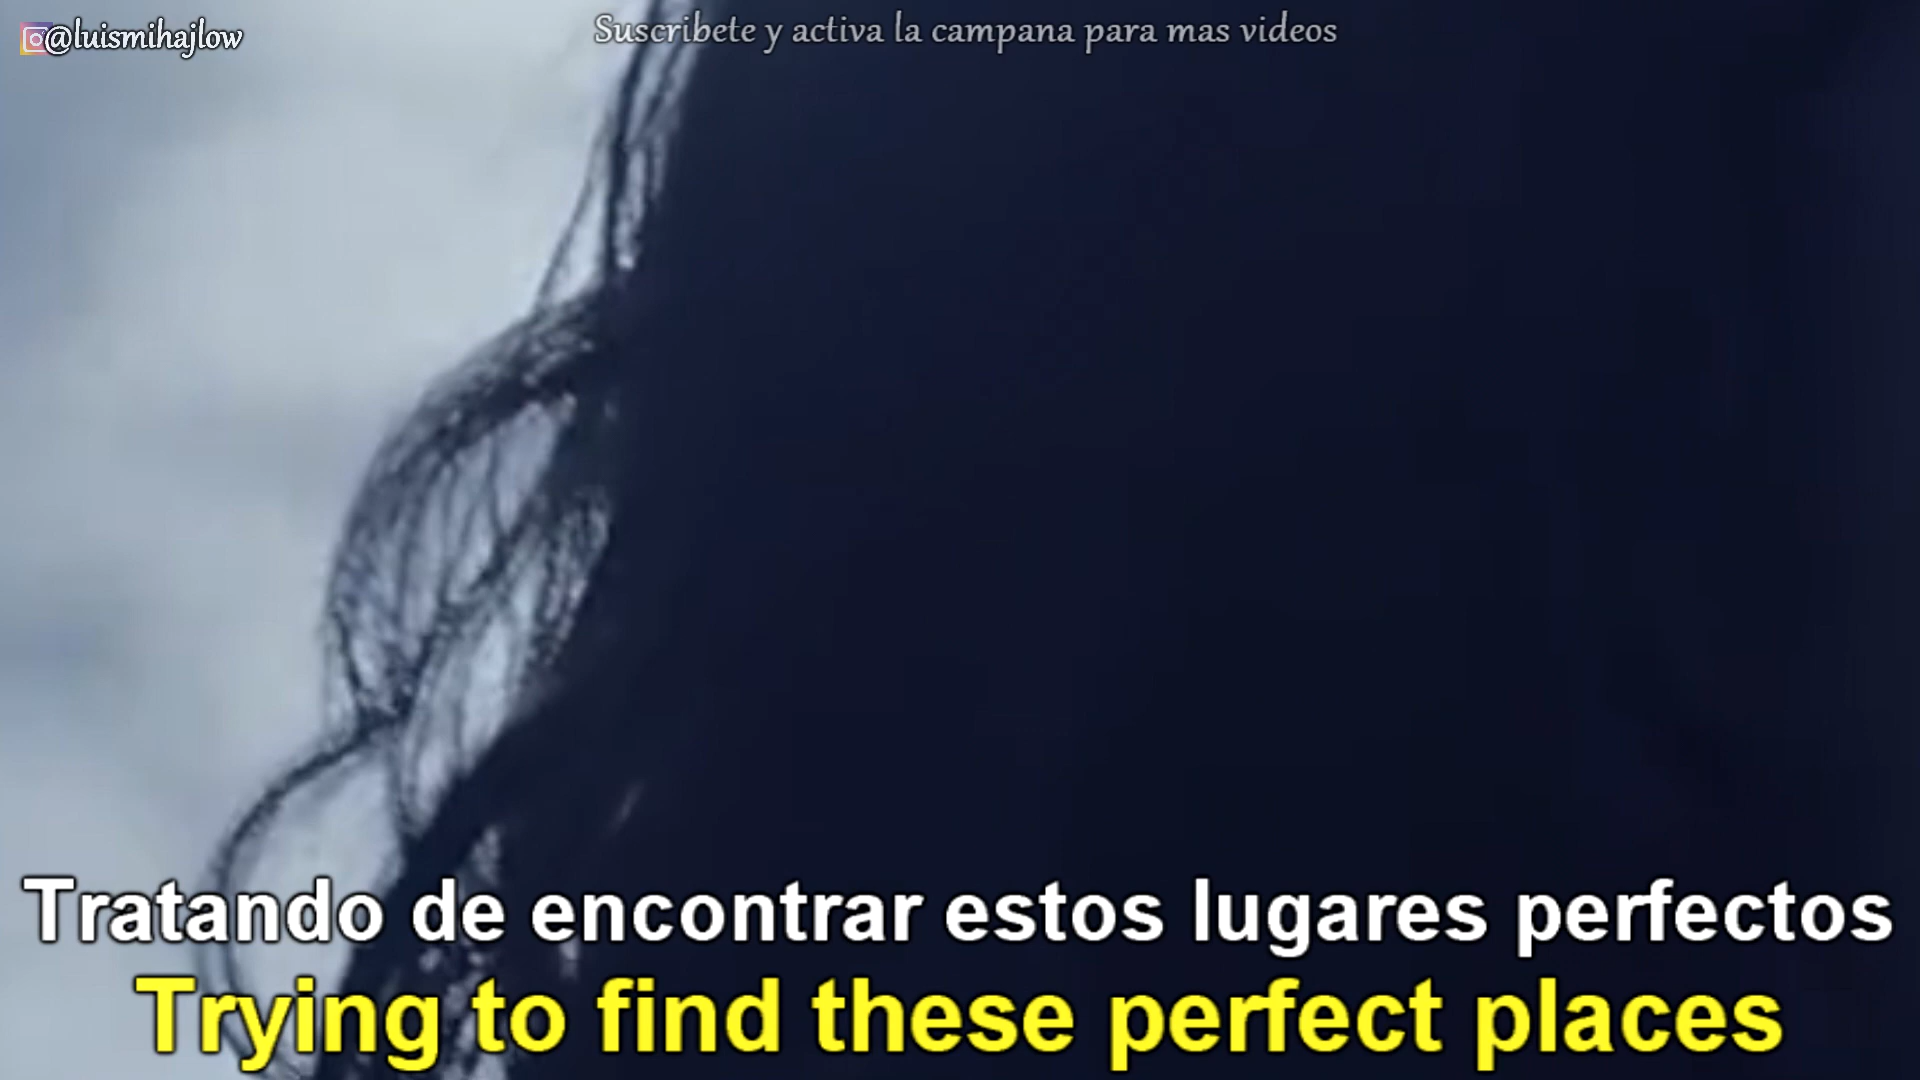 @luismihajlow
Suscribete y activa la campana para mas videos
Tratando de encontrar estos lugares perfectos
Trying to find these perfect places